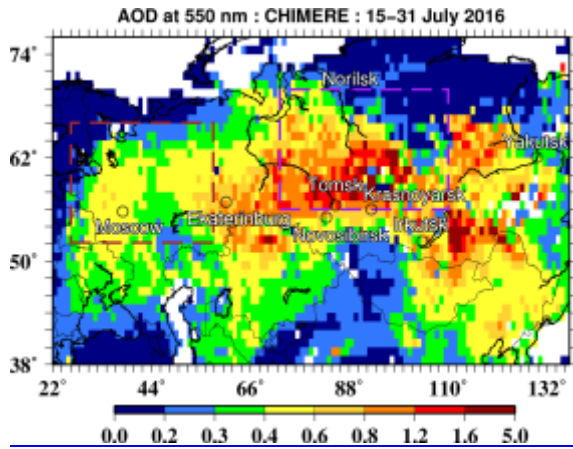 AOD at 550 nm : CHIMERE : 15−31 July 2016
74°
Norilsk
62°
Yakutsk
Tomsk
Krasnoyarsk
Moscow
Ekaterinburg
Novosibirsk
Irkutsk
50°
38°
22° 44° 66° 88° 110° 132°
0.0 0.2 0.3 0.4 0.6 0.8 1.2 1.6 5.0